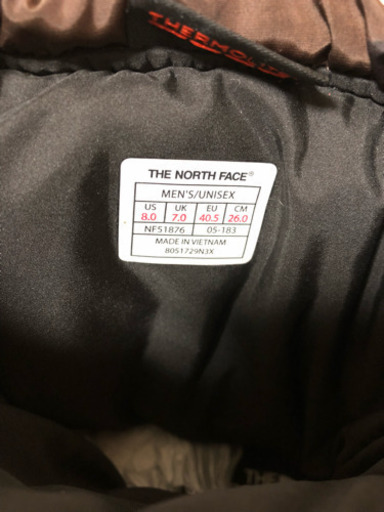 THERMOLITE
THE NORTH FACE®
MEN'S/UNISEX
US UK EU CM
8.0 7.0 40.5 26.0
NF51876 05-183
MADE IN VIETNAM
8051729N3X